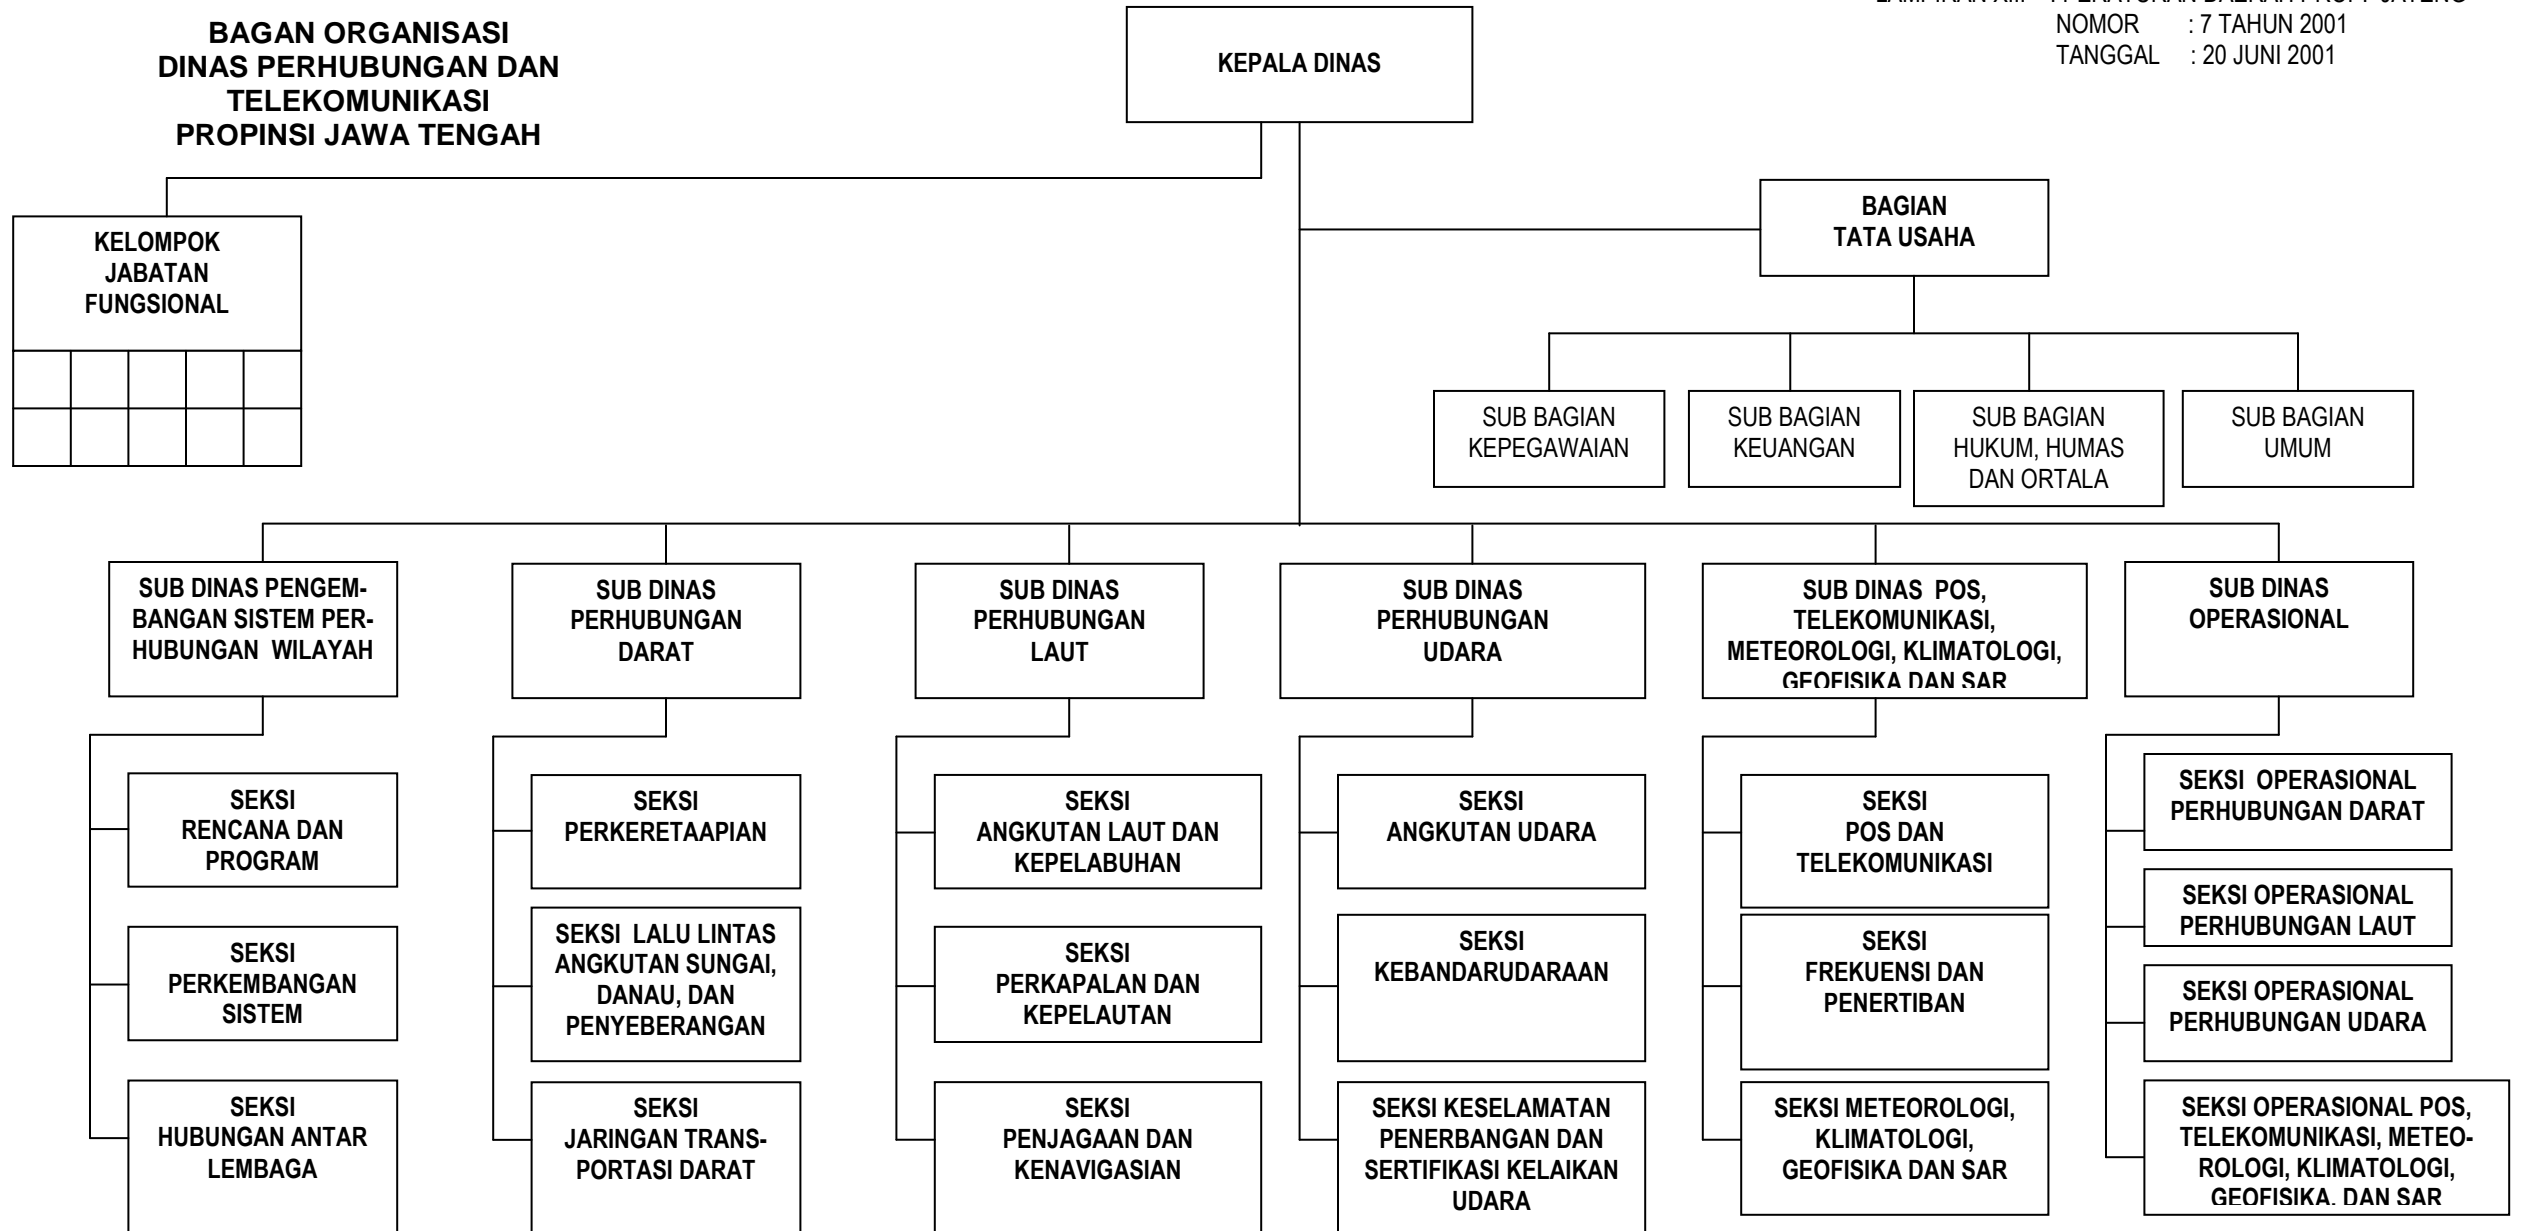 BAGAN ORGANISASI
DINAS PERHUBUNGAN DAN
TELEKOMUNIKASI
PROPINSI JAWA TENGAH
KEPALA DINAS
LAMPIRAN XIII : PERATURAN DAERAH PROP. JATENG
NOMOR : 7 TAHUN 2001
TANGGAL : 20 JUNI 2001
KELOMPOK
JABATAN
FUNGSIONAL
BAGIAN
TATA USAHA
SUB BAGIAN
KEPEGAWAIAN
SUB BAGIAN
KEUANGAN
SUB BAGIAN
HUKUM, HUMAS
DAN ORTALA
SUB BAGIAN
UMUM
SUB DINAS PENGEM-
BANGAN SISTEM PER-
HUBUNGAN WILAYAH
SUB DINAS
PERHUBUNGAN
DARAT
SUB DINAS
PERHUBUNGAN
LAUT
SUB DINAS
PERHUBUNGAN
UDARA
SUB DINAS POS,
TELEKOMUNIKASI,
METEOROLOGI, KLIMATOLOGI,
GEOFISIKA DAN SAR
SUB DINAS
OPERASIONAL
SEKSI
RENCANA DAN
PROGRAM
SEKSI
PERKEMBANGAN
SISTEM
SEKSI
HUBUNGAN ANTAR
LEMBAGA
SEKSI
PERKERETAAPIAN
SEKSI LALU LINTAS
ANGKUTAN SUNGAI,
DANAU, DAN
PENYEBERANGAN
SEKSI
JARINGAN TRANS-
PORTASI DARAT
SEKSI
ANGKUTAN LAUT DAN
KEPELABUHAN
SEKSI
PERKAPALAN DAN
KEPELAUTAN
SEKSI
PENJAGAAN DAN
KENAVIGASIAN
SEKSI
ANGKUTAN UDARA
SEKSI
KEBANDARUDARAAN
SEKSI KESELAMATAN
PENERBANGAN DAN
SERTIFIKASI KELAIKAN
UDARA
SEKSI
POS DAN
TELEKOMUNIKASI
SEKSI
FREKUENSI DAN
PENERTIBAN
SEKSI METEOROLOGI,
KLIMATOLOGI,
GEOFISIKA DAN SAR
SEKSI OPERASIONAL
PERHUBUNGAN DARAT
SEKSI OPERASIONAL
PERHUBUNGAN LAUT
SEKSI OPERASIONAL
PERHUBUNGAN UDARA
SEKSI OPERASIONAL POS,
TELEKOMUNIKASI, METEO-
ROLOGI, KLIMATOLOGI,
GEOFISIKA, DAN SAR